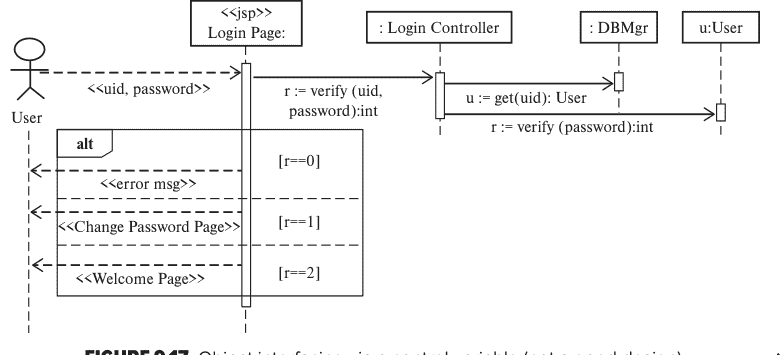 <<jsp>>
Login Page:
: Login Controller
: DBMgr
u:User
<<uid, password>>
r := verify (uid,
password):int
u := get(uid): User
r := verify (password):int
User
alt
[r==0]
<<error msg>>
[r==1]
<<Change Password Page>>
[r==2]
<<Welcome Page>>